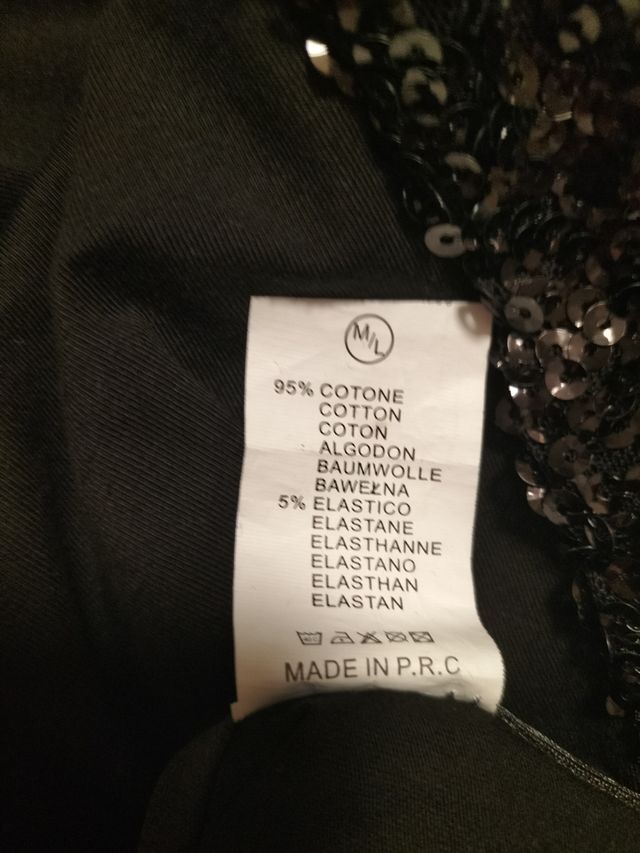 M/L
95% COTONE
COTTON
COTON
ALGODON
BAUMWOLLE
BAWEŁNA
5% ELASTICO
ELASTANE
ELASTHANNE
ELASTANO
ELASTHAN
ELASTAN
MADE IN P.R.C